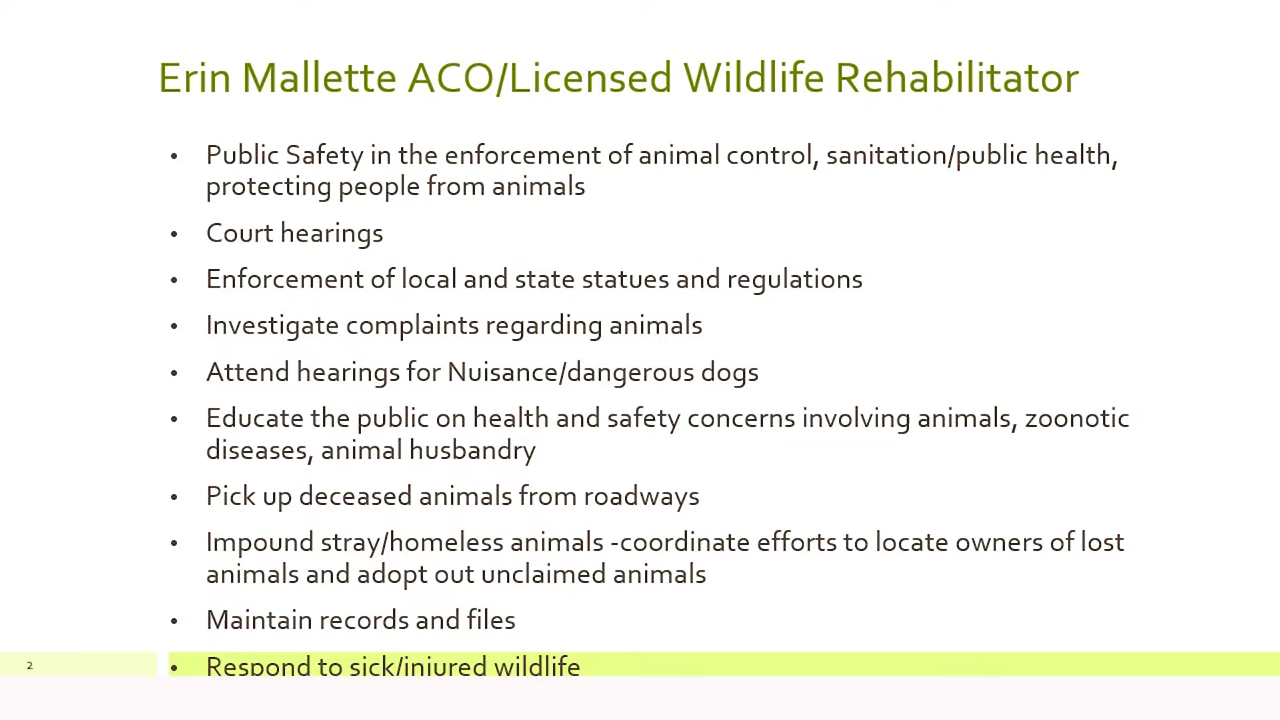 Erin Mallette ACO/Licensed Wildlife Rehabilitator
• Public Safety in the enforcement of animal control, sanitation/public health,
protecting people from animals
• Court hearings
• Enforcement of local and state statues and regulations
• Investigate complaints regarding animals
• Attend hearings for Nuisance/dangerous dogs
• Educate the public on health and safety concerns involving animals, zoonotic
diseases, animal husbandry
• Pick up deceased animals from roadways
• Impound stray/homeless animals -coordinate efforts to locate owners of lost
animals and adopt out unclaimed animals
• Maintain records and files
• Respond to sick/injured wildlife
2